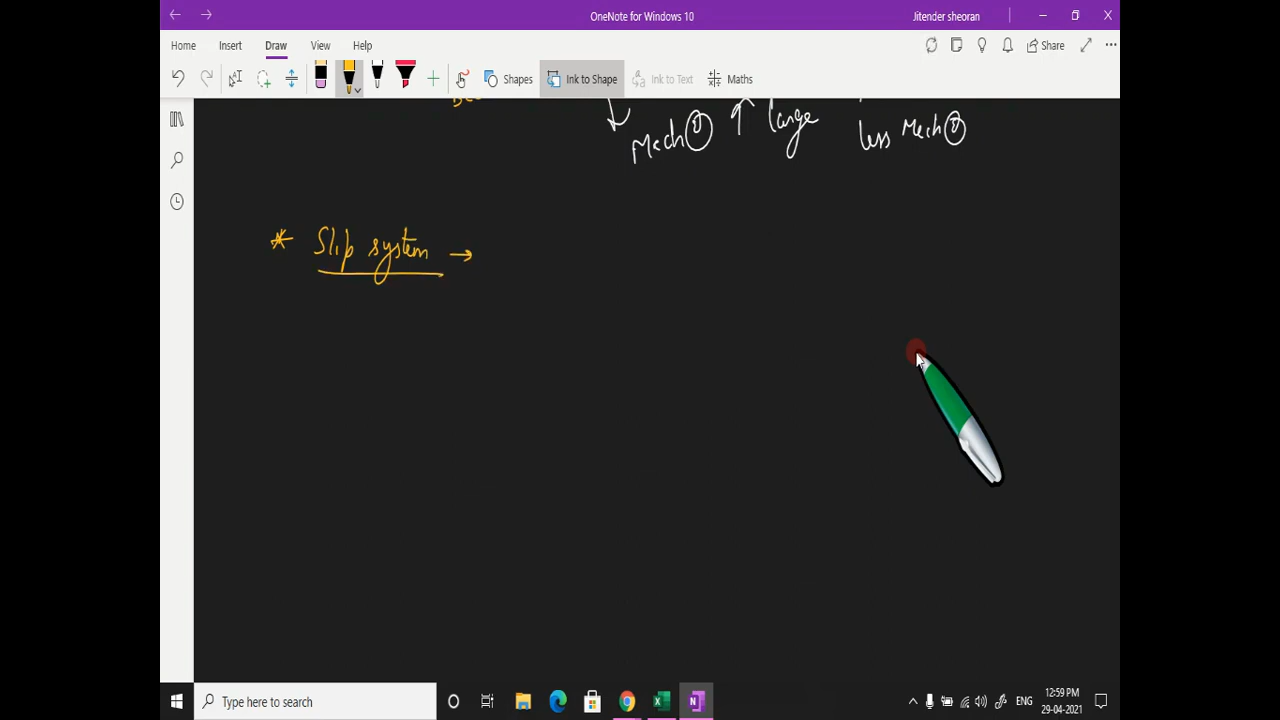 OneNote for Windows 10
Jitender sheoran
Home Insert Draw View Help
Share
Shapes
Ink to Shape
Ink to Text
Maths
Mech ↑ large
less Mech
* Slip system →
Type here to search
ENG
12:59 PM
29-04-2021